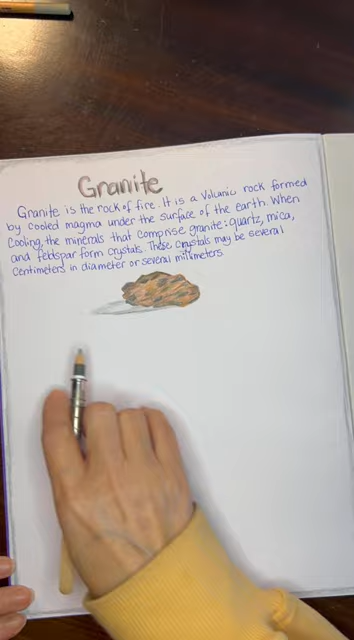 Granite
Granite is the rock of fire. It is a Volcanic rock formed
by cooled magma under the surface of the earth. When
Cooling, the minerals that comprise granite: quartz, mica,
and feldspar form crystals. These crystals may be several
Centimeters in diameter or several millimeters.